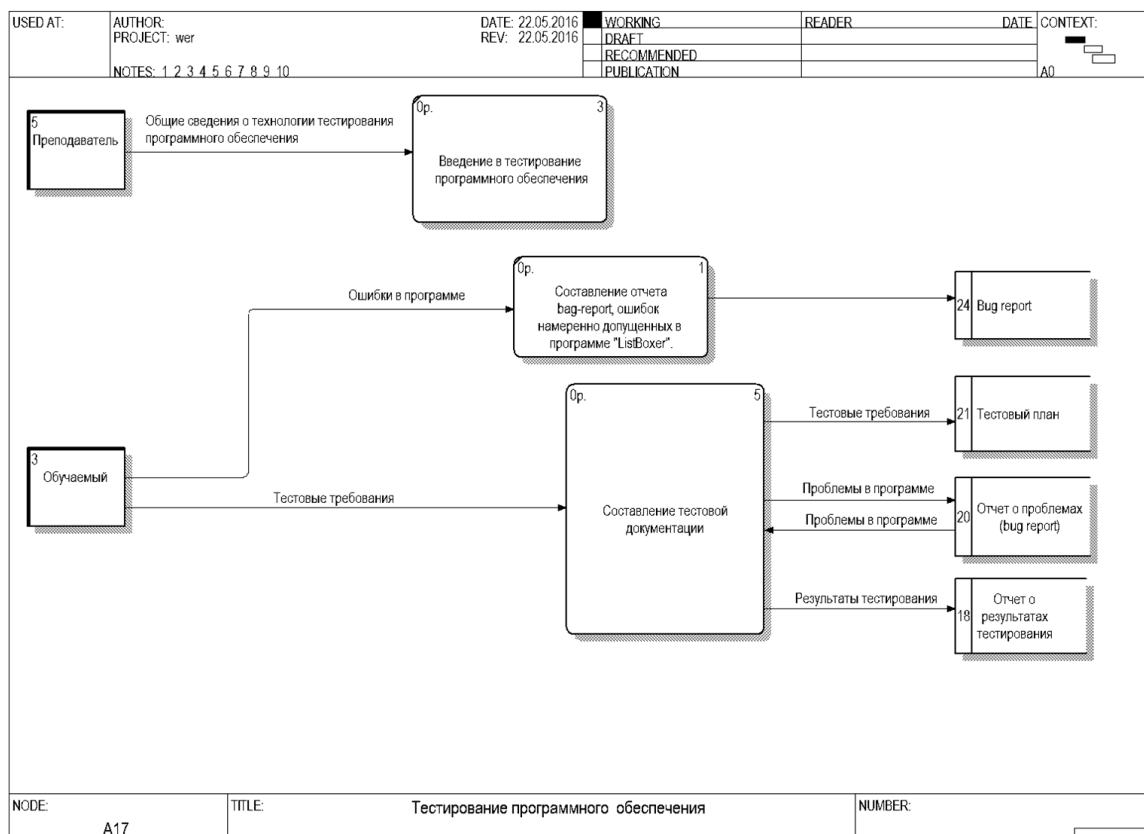 USED AT:
AUTHOR:
DATE: 22.05.2016
WORKING
READER
DATE
CONTEXT:
PROJECT: wer
REV: 22.05.2016
DRAFT
RECOMMENDED
NOTES: 1 2 3 4 5 6 7 8 9 10
PUBLICATION
A0
5
Преподаватель
Общие сведения о технологии тестирования
программного обеспечения
0р.
3
Введение в тестирование
программного обеспечения
Ошибки в программе
0р.
1
Составление отчета
bag-report, ошибок
намеренно допущенных в
программе "ListBoxer".
24
Bug report
3
Обучаемый
Тестовые требования
0р.
5
Составление тестовой
документации
Тестовые требования
21
Тестовый план
Проблемы в программе
Проблемы в программе
20
Отчет о проблемах
(bug report)
Результаты тестирования
18
Отчет о
результатах
тестирования
NODE:
A17
TITLE:
Тестирование программного обеспечения
NUMBER: